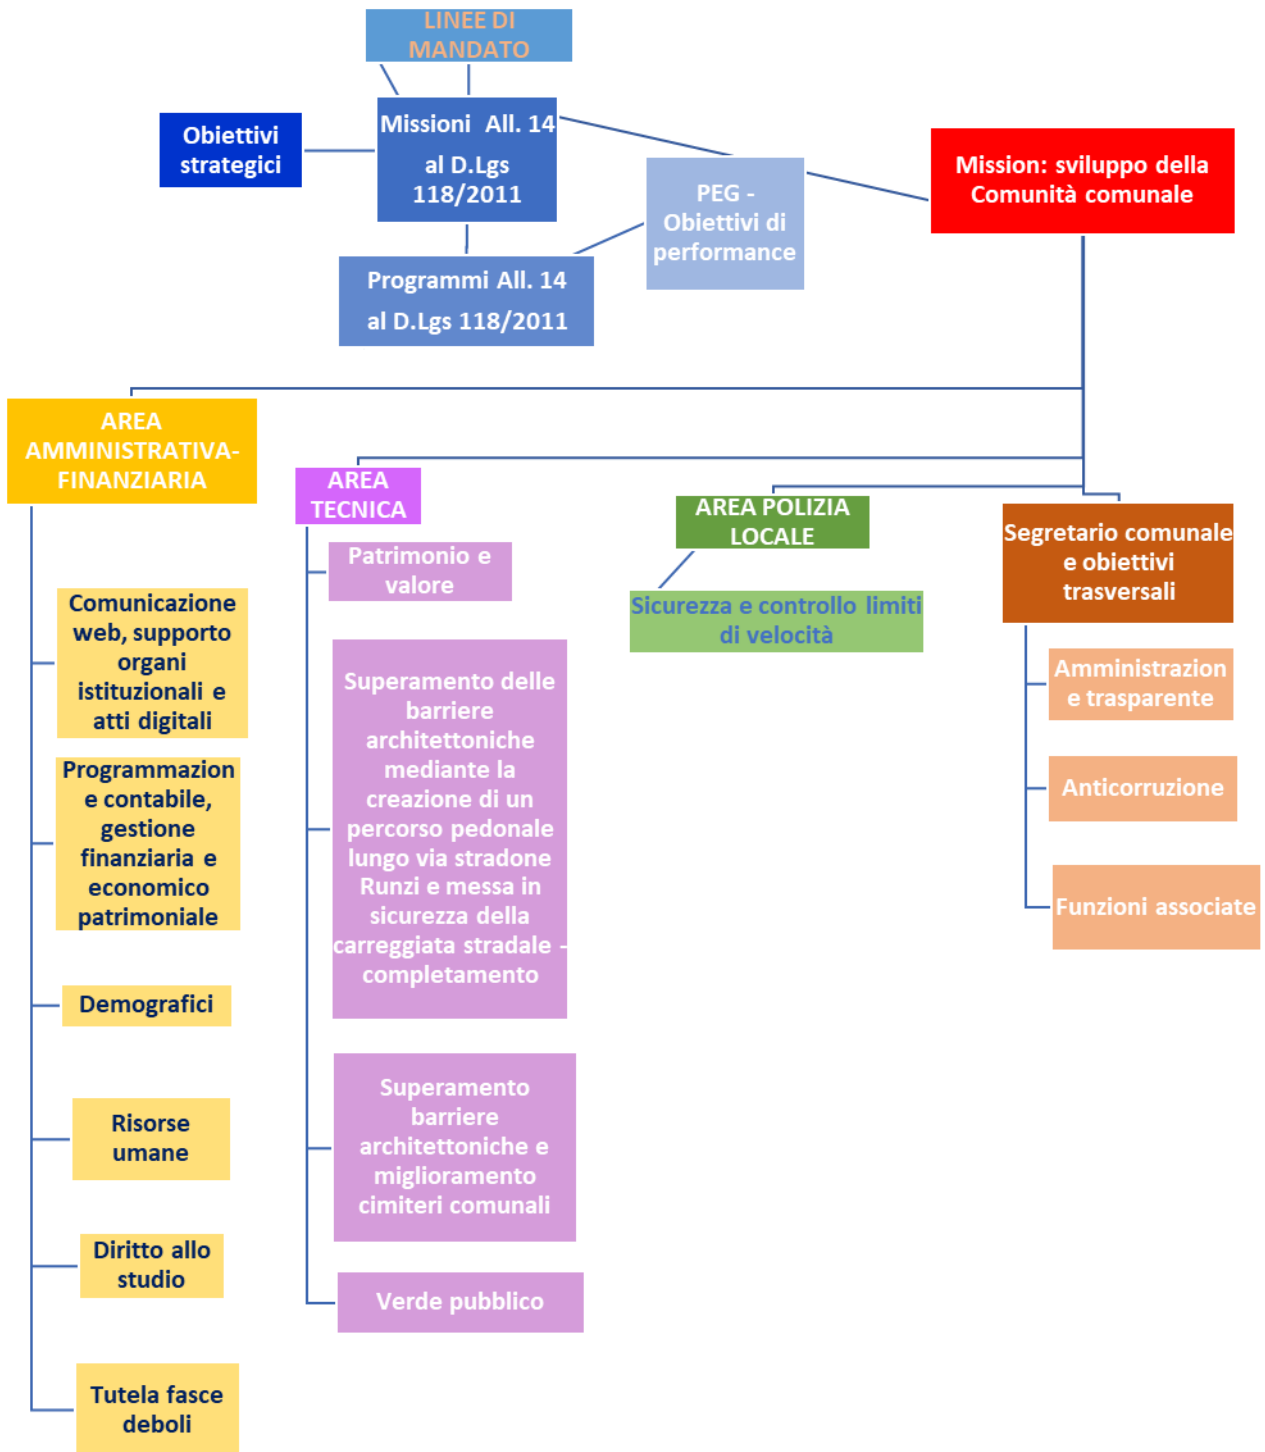 LINEE DI
MANDATO
Missioni  All. 14
al D.Lgs
118/2011
Obiettivi
strategici
Mission: sviluppo della
Comunità comunale
PEG -
Obiettivi di
performance
Programmi All. 14
al D.Lgs 118/2011
AREA
AMMINISTRATIVA-
FINANZIARIA
Comunicazione
web, supporto
organi
istituzionali e
atti digitali
Programmazion
e contabile,
gestione
finanziaria e
economico
patrimoniale
Demografici
Risorse
umane
Diritto allo
studio
Tutela fasce
deboli
AREA
TECNICA
Patrimonio e
valore
Superamento delle
barriere
architettoniche
mediante la
creazione di un
percorso pedonale
lungo via stradone
Runzi e messa in
sicurezza della
carreggiata stradale -
completamento
Superamento
barriere
architettoniche e
miglioramento
cimiteri comunali
Verde pubblico
AREA POLIZIA
LOCALE
Sicurezza e controllo limiti
di velocità
Segretario comunale
e obiettivi
trasversali
Amministrazion
e trasparente
Anticorruzione
Funzioni associate